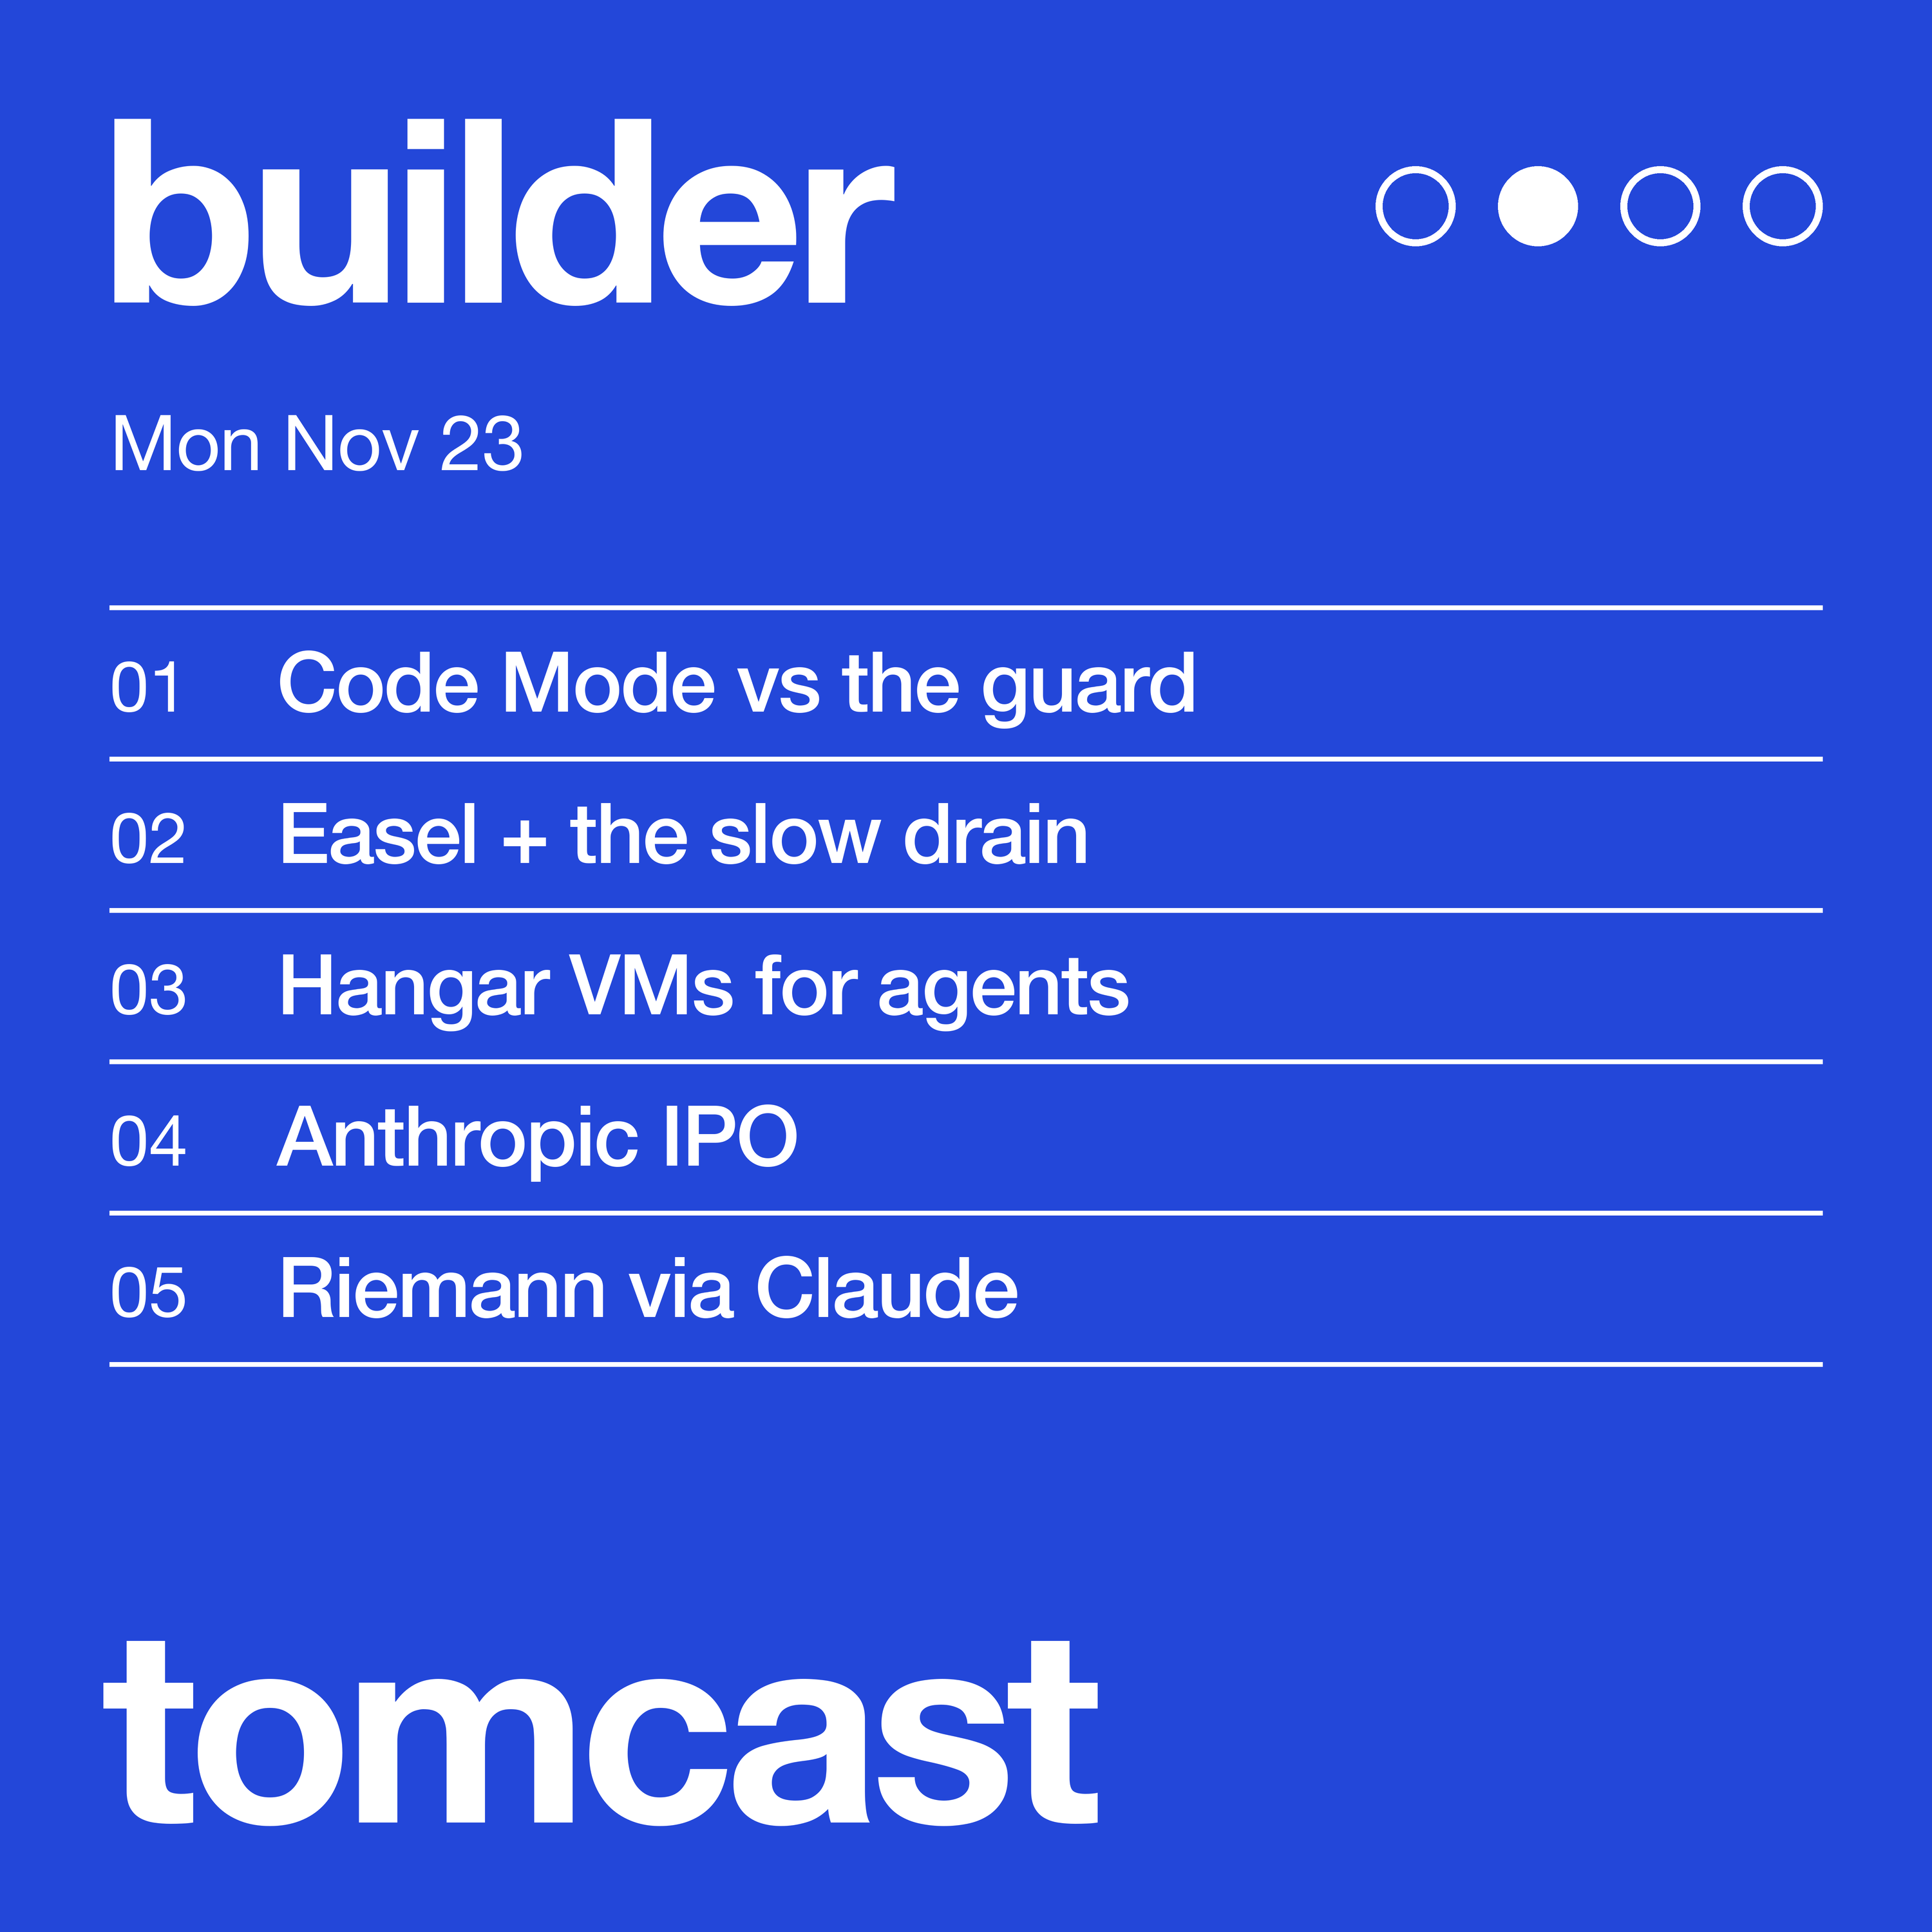 builder
Mon Nov 23
01 Code Mode vs the guard
02 Easel + the slow drain
03 Hangar VMs for agents
04 Anthropic IPO
05 Riemann via Claude
tomcast